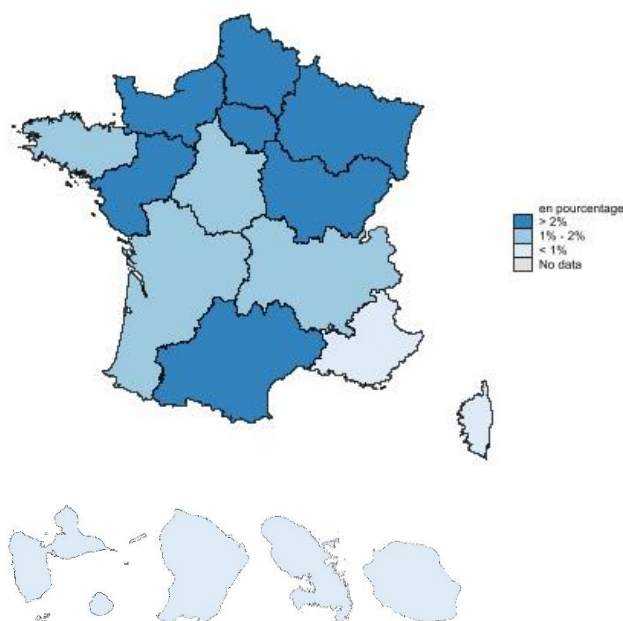 en pourcentage
> 2%
1% - 2%
< 1%
No data